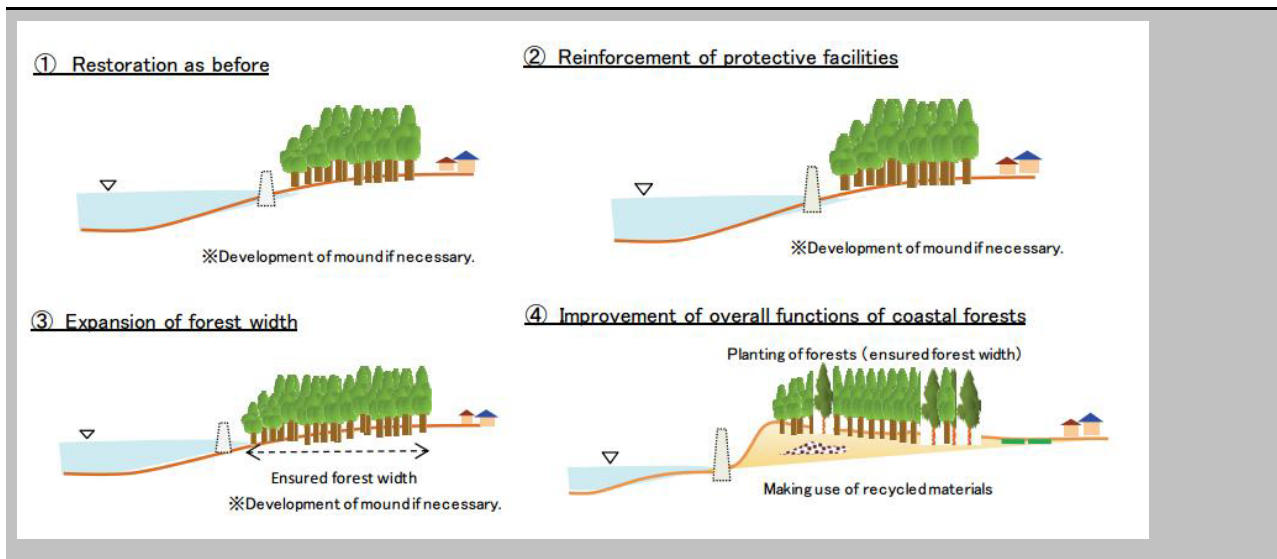 ① Restoration as before
② Reinforcement of protective facilities
※Development of mound if necessary.
※Development of mound if necessary.
③ Expansion of forest width
④ Improvement of overall functions of coastal forests
Planting of forests (ensured forest width)
Ensured forest width
※Development of mound if necessary.
Making use of recycled materials